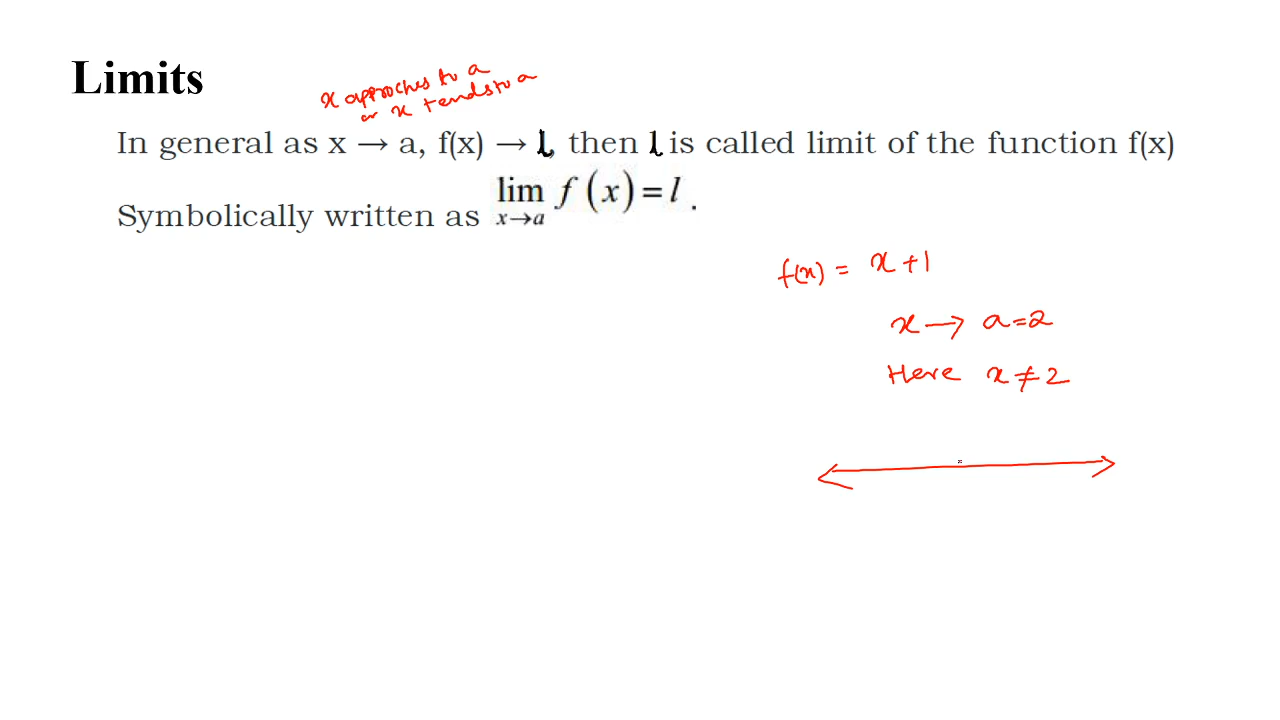 Limits
x approches to a
or x tends to a
In general as x → a, f(x) → l, then l is called limit of the function f(x)
Symbolically written as lim x→a f(x) = l.
f(x) = x+1
x → a=2
Here x≠2